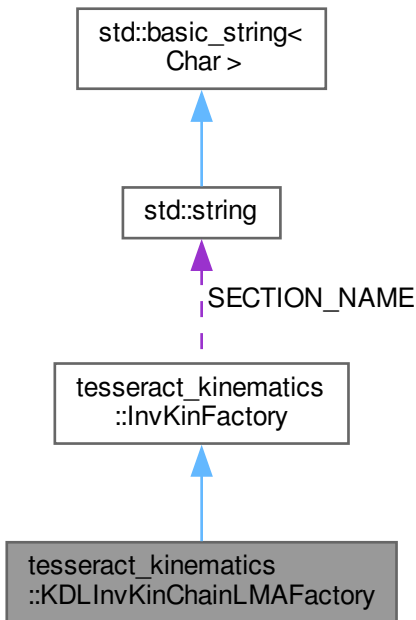 std::basic_string<
Char >
std::string
SECTION_NAME
tesseract_kinematics
::InvKinFactory
tesseract_kinematics
::KDLInvKinChainLMAFactory